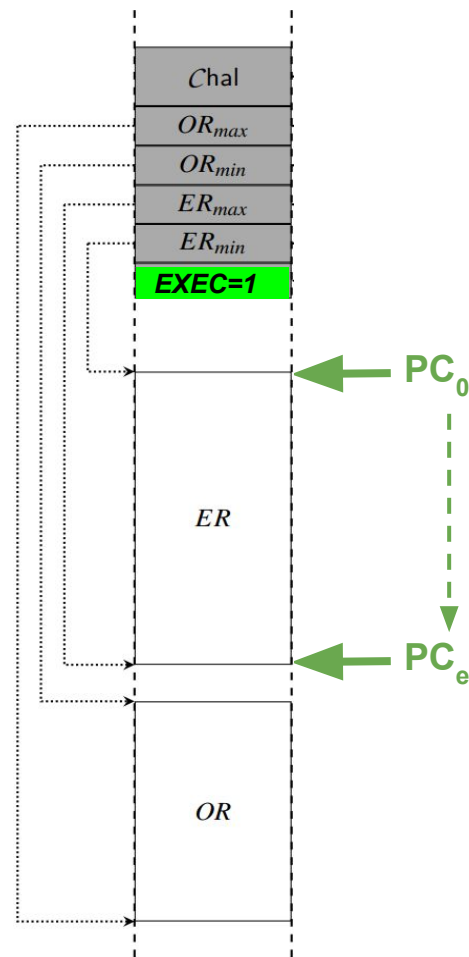 Chal
OR_max
OR_min
ER_max
ER_min
EXEC=1
PC_0
ER
PC_e
OR